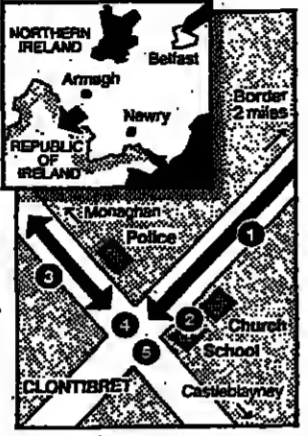 NORTHERN
IRELAND
Belfast
Armagh
Newry
REPUBLIC
OF
IRELAND
Border
2 miles
Monaghan
Police
1
3
2
4
Church
5
School
CLONTIBRET
Castleblayney